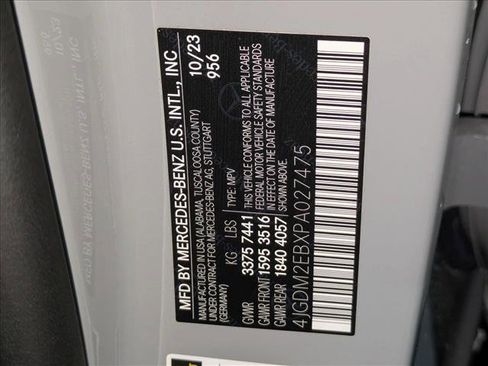 MFD BY MERCEDES-BENZ U.S. INTL., INC
10/23
MANUFACTURED IN USA (ALABAMA, TUSCALOOSA COUNTY)
956
UNDER CONTRACT FOR MERCEDES-BENZ AG, STUTTGART
(GERMANY)
KG LBS TYPE: MPV
GVWR 3375 7441 THIS VEHICLE CONFORMS TO ALL APPLICABLE
GAWR FRONT 1595 3516 FEDERAL MOTOR VEHICLE SAFETY STANDARDS
GAWR REAR 1840 4057 IN EFFECT ON THE DATE OF MANUFACTURE
SHOWN ABOVE.
4JGDM2EBXPA027475